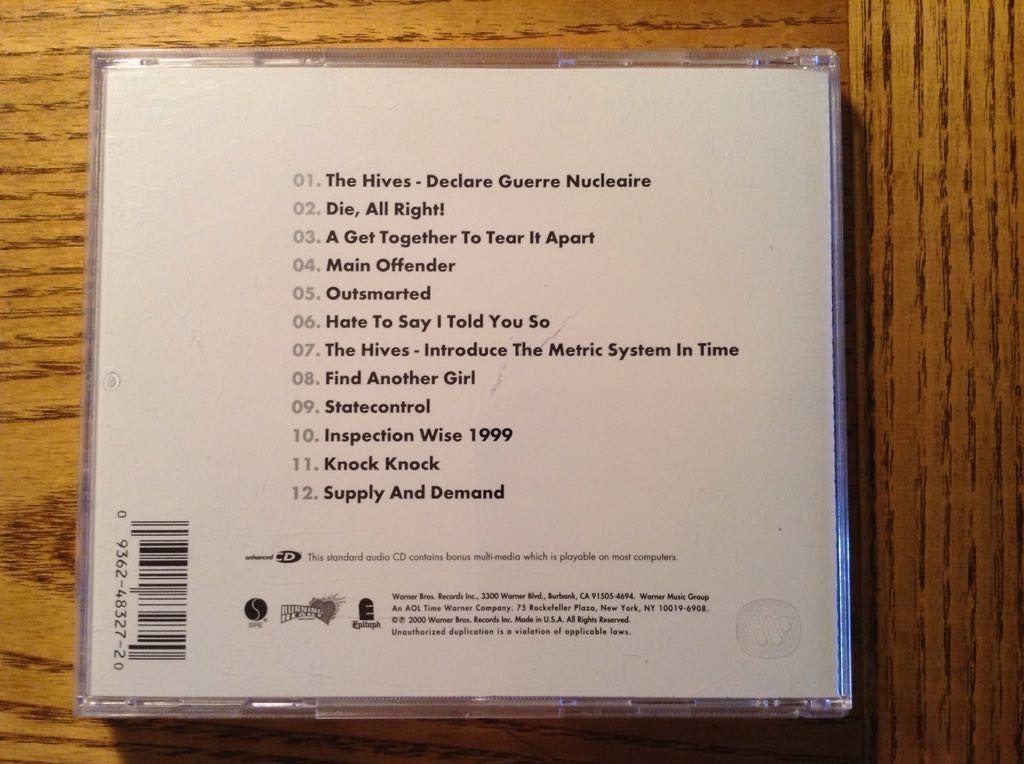 01. The Hives - Declare Guerre Nucleaire
02. Die, All Right!
03. A Get Together To Tear It Apart
04. Main Offender
05. Outsmarted
06. Hate To Say I Told You So
07. The Hives - Introduce The Metric System In Time
08. Find Another Girl
09. Statecontrol
10. Inspection Wise 1999
11. Knock Knock
12. Supply And Demand
0 9362-48327-2 0
enhanced CD This standard audio CD contains bonus multi-media which is playable on most computers.
SIRE
BURNING HEART
Epitaph
Warner Bros. Records Inc., 3300 Warner Blvd., Burbank, CA 91505-4694. Warner Music Group
An AOL Time Warner Company. 75 Rockefeller Plaza, New York, NY 10019-6908.
©℗ 2000 Warner Bros. Records Inc. Made in U.S.A. All Rights Reserved.
Unauthorized duplication is a violation of applicable laws.